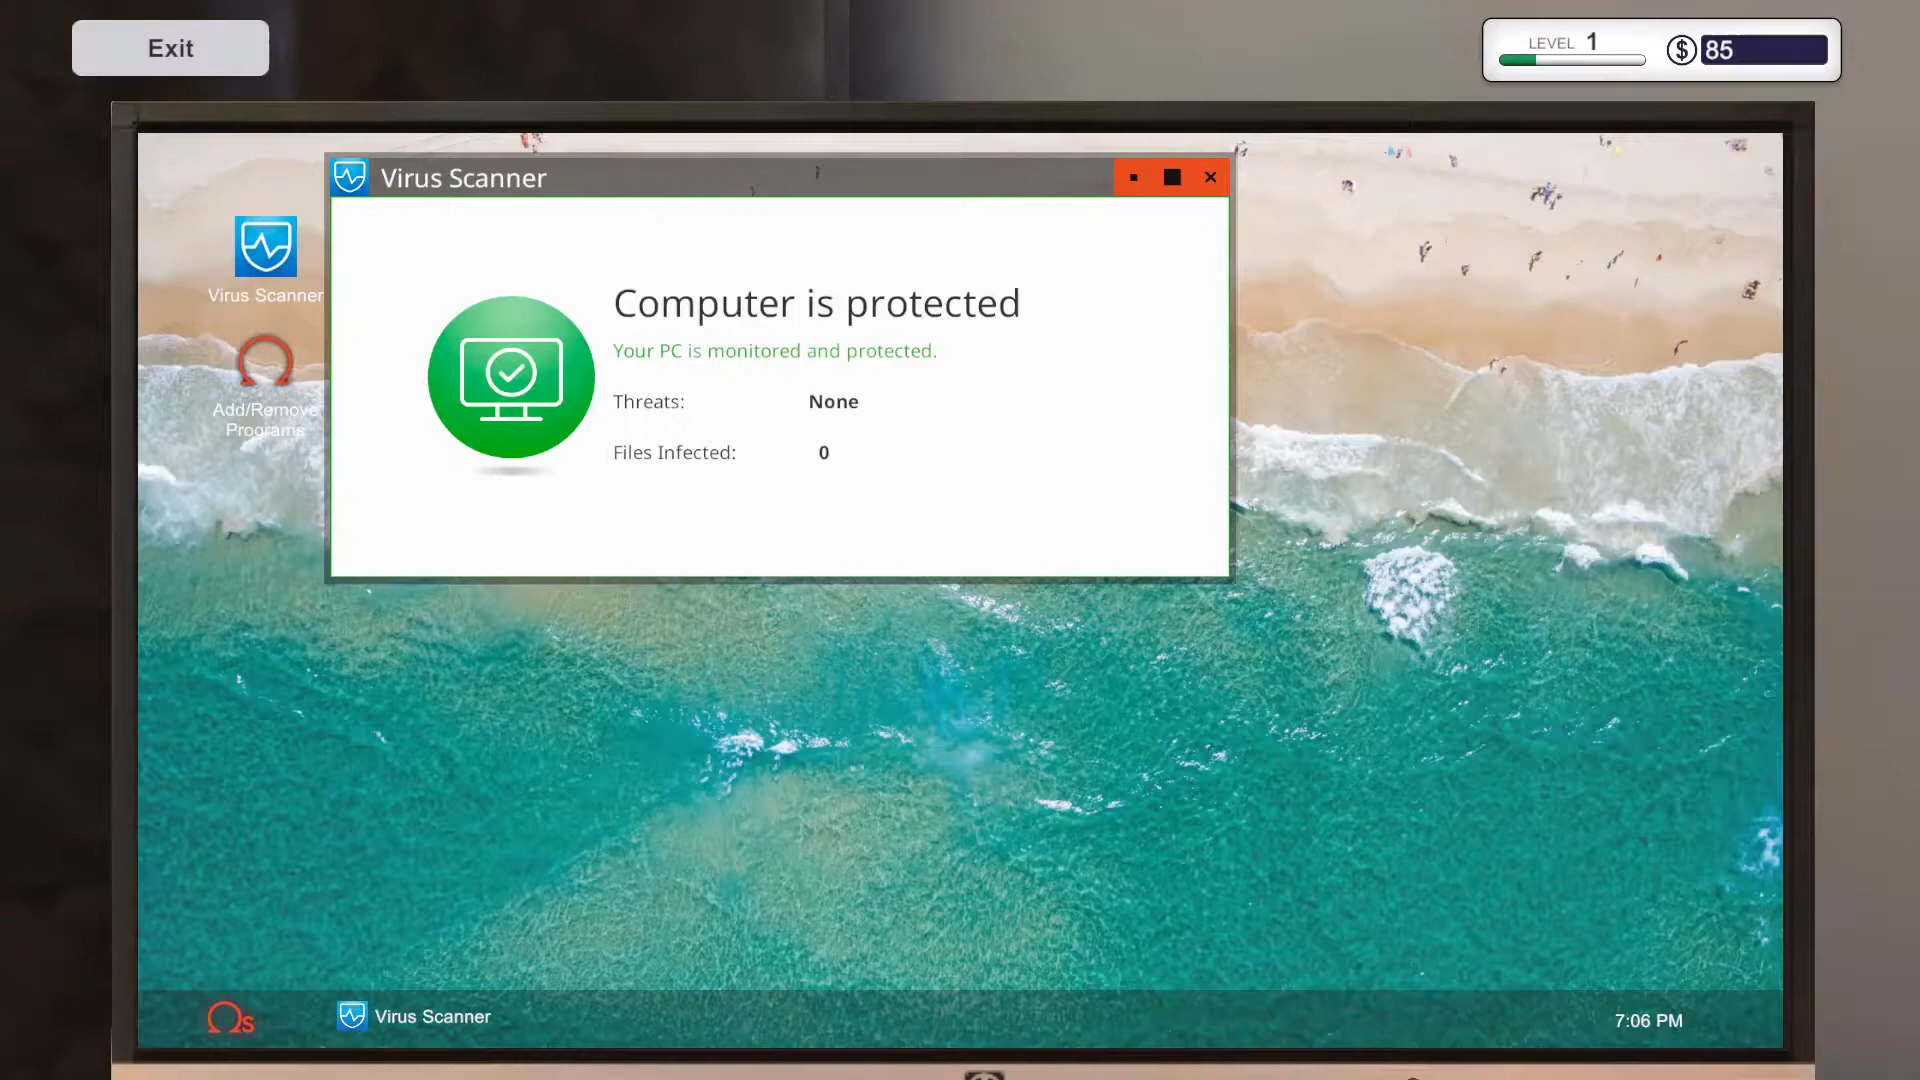 Exit
LEVEL 1
$ 85
Virus Scanner
Virus Scanner
Add/Remove
Programs
Computer is protected
Your PC is monitored and protected.
Threats: None
Files Infected: 0
Ωs
Virus Scanner
7:06 PM